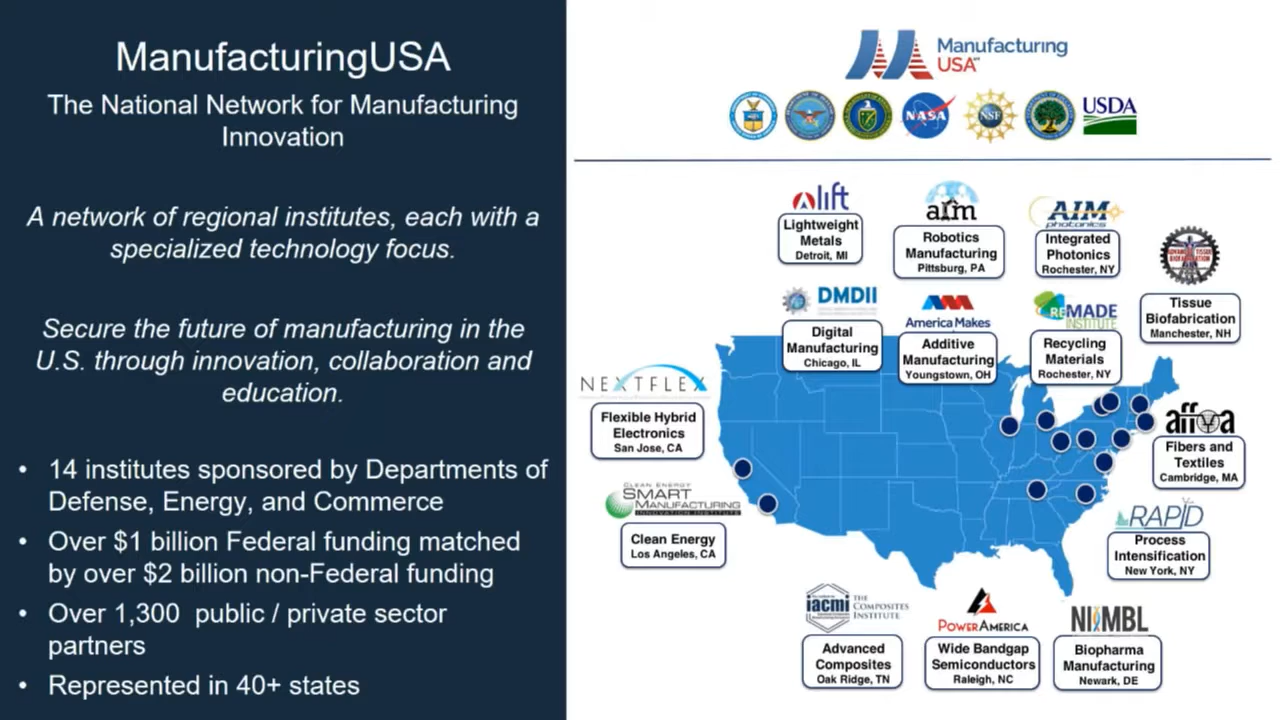 ManufacturingUSA
The National Network for Manufacturing
Innovation
A network of regional institutes, each with a
specialized technology focus.
Secure the future of manufacturing in the
U.S. through innovation, collaboration and
education.
• 14 institutes sponsored by Departments of
Defense, Energy, and Commerce
• Over $1 billion Federal funding matched
by over $2 billion non-Federal funding
• Over 1,300 public / private sector
partners
• Represented in 40+ states
Manufacturing
USA
NASA
NSF
USDA
lift
Lightweight
Metals
Detroit, MI
arm
Robotics
Manufacturing
Pittsburg, PA
AIM
photonics
Integrated
Photonics
Rochester, NY
ADVANCED TISSUE
BIOFABRICATION
Tissue
Biofabrication
Manchester, NH
DMDII
Digital
Manufacturing
Chicago, IL
America Makes
Additive
Manufacturing
Youngstown, OH
REMADE
INSTITUTE
Recycling
Materials
Rochester, NY
NEXTFLEX
Flexible Hybrid
Electronics
San Jose, CA
affoa
Fibers and
Textiles
Cambridge, MA
CLEAN ENERGY
SMART
MANUFACTURING
INNOVATION INSTITUTE
Clean Energy
Los Angeles, CA
RAPID
Process
Intensification
New York, NY
iacmi THE
COMPOSITES
INSTITUTE
Advanced
Composites
Oak Ridge, TN
POWERAMERICA
Wide Bandgap
Semiconductors
Raleigh, NC
NIIMBL
Biopharma
Manufacturing
Newark, DE